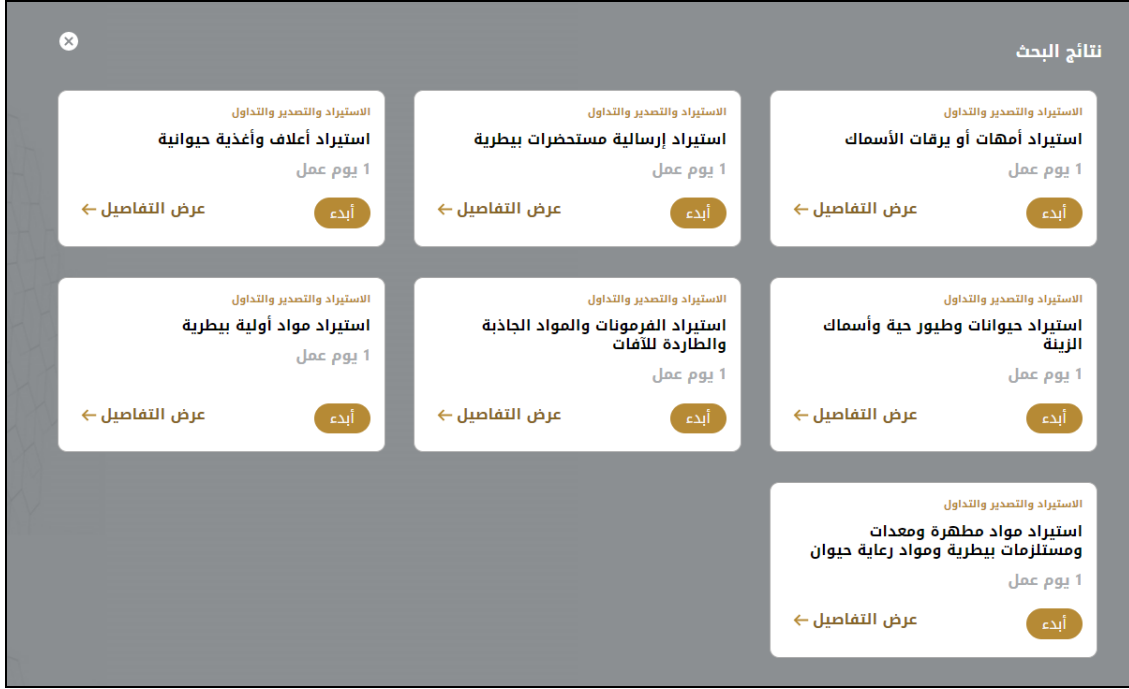 نتائج البحث
الاستيراد والتصدير والتداول
استيراد أمهات أو يرقات الأسماك
1 يوم عمل
أبدء
عرض التفاصيل
الاستيراد والتصدير والتداول
استيراد إرسالية مستحضرات بيطرية
1 يوم عمل
أبدء
عرض التفاصيل
الاستيراد والتصدير والتداول
استيراد أعلاف وأغذية حيوانية
1 يوم عمل
أبدء
عرض التفاصيل
الاستيراد والتصدير والتداول
استيراد حيوانات وطيور حية وأسماك
الزينة
1 يوم عمل
أبدء
عرض التفاصيل
الاستيراد والتصدير والتداول
استيراد الفرمونات والمواد الجاذبة
والطاردة للآفات
1 يوم عمل
أبدء
عرض التفاصيل
الاستيراد والتصدير والتداول
استيراد مواد أولية بيطرية
1 يوم عمل
أبدء
عرض التفاصيل
الاستيراد والتصدير والتداول
استيراد مواد مطهرة ومعدات
ومستلزمات بيطرية ومواد رعاية حيوان
1 يوم عمل
أبدء
عرض التفاصيل